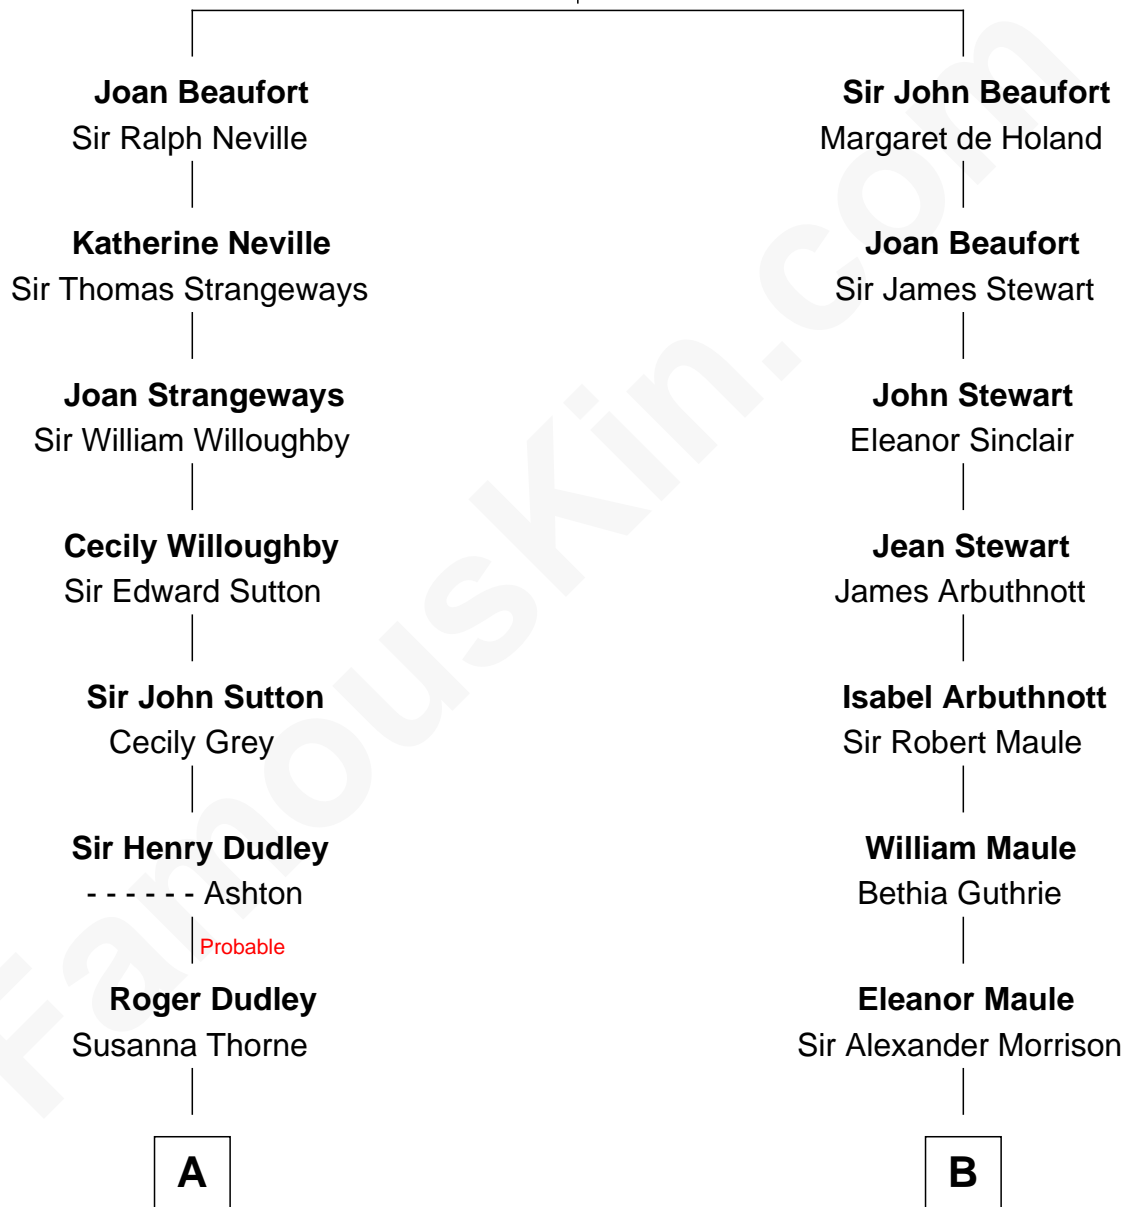 Joan Beaufort
Sir Ralph Neville
Katherine Neville
Sir Thomas Strangeways
Joan Strangeways
Sir William Willoughby
Cecily Willoughby
Sir Edward Sutton
Sir John Sutton
Cecily Grey
Sir Henry Dudley
- - - - - - Ashton
Probable
Roger Dudley
Susanna Thorne
A
Sir John Beaufort
Margaret de Holand
Joan Beaufort
Sir James Stewart
John Stewart
Eleanor Sinclair
Jean Stewart
James Arbuthnott
Isabel Arbuthnott
Sir Robert Maule
William Maule
Bethia Guthrie
Eleanor Maule
Sir Alexander Morrison
B
FamousKin.com